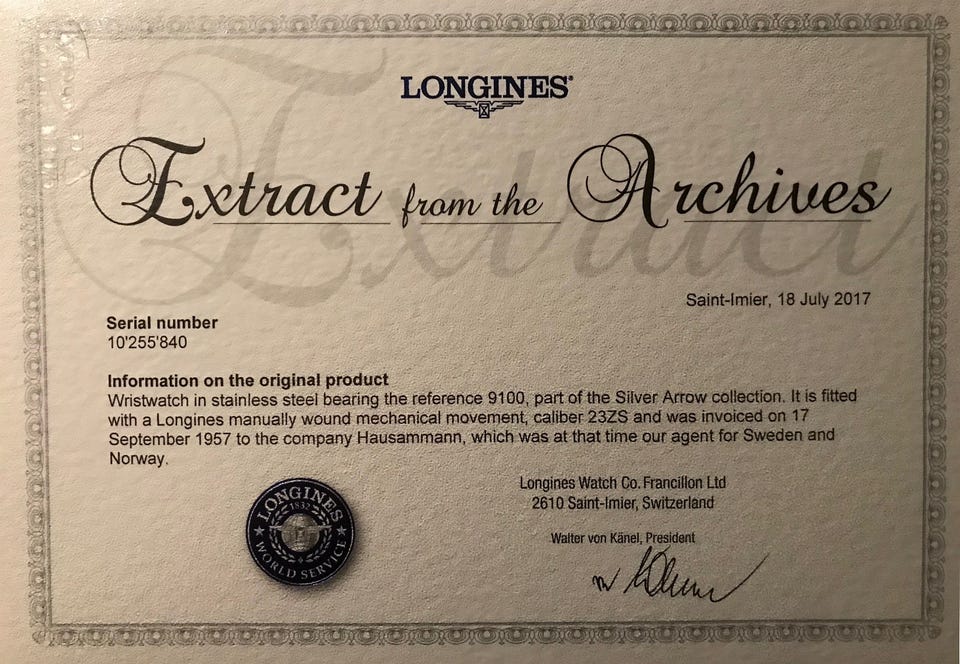 LONGINES®
Extract from the Archives
Extract
Saint-Imier, 18 July 2017
Serial number
10'255'840
Information on the original product
Wristwatch in stainless steel bearing the reference 9100, part of the Silver Arrow collection. It is fitted
with a Longines manually wound mechanical movement, caliber 23ZS and was invoiced on 17
September 1957 to the company Hausammann, which was at that time our agent for Sweden and
Norway.
Longines Watch Co. Francillon Ltd
2610 Saint-Imier, Switzerland
Walter von Känel, President
LONGINES
1832
WORLD SERVICE